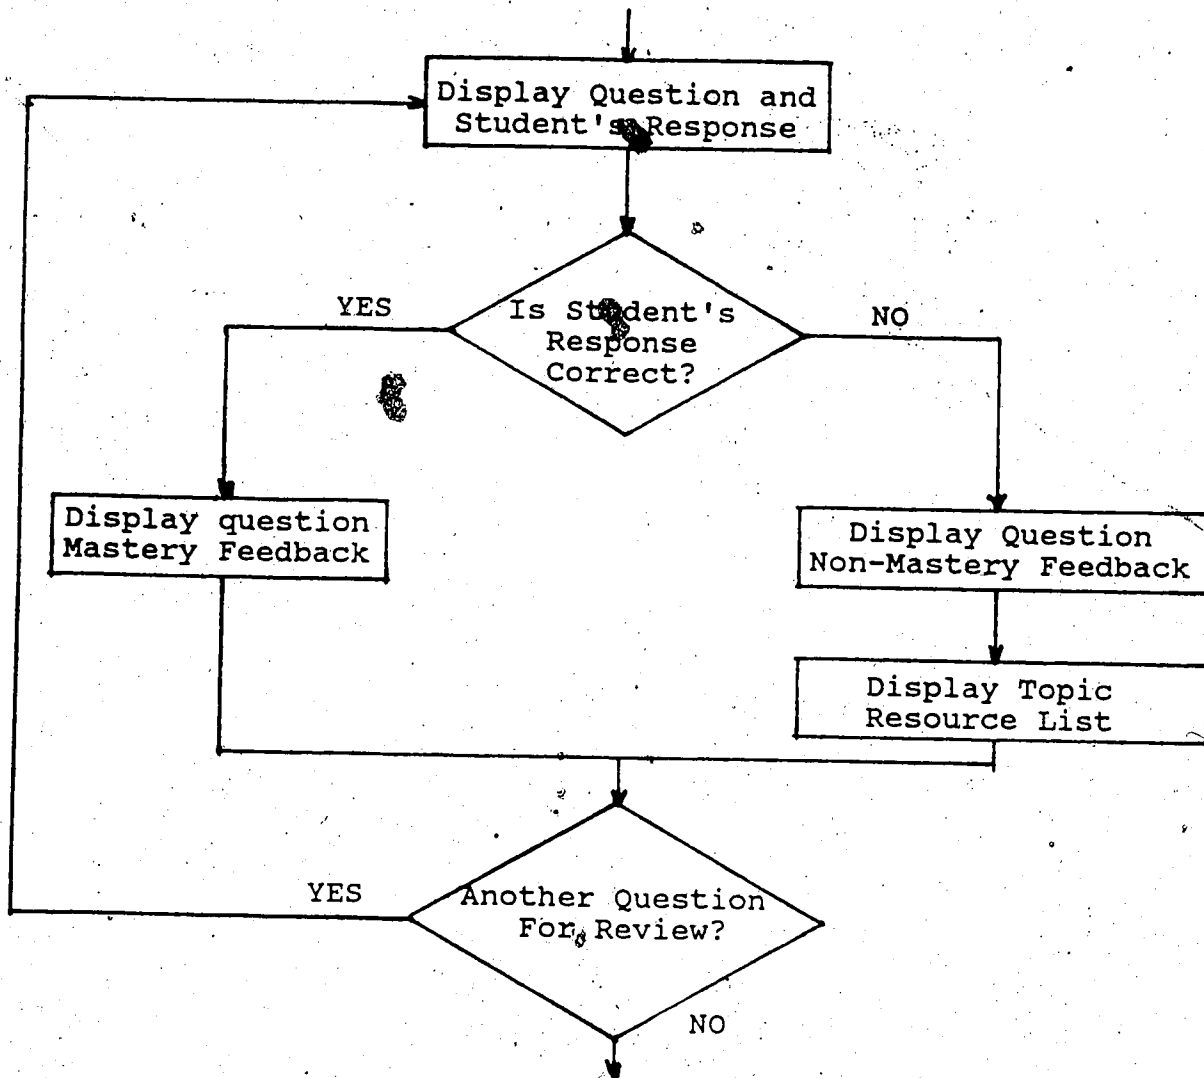 Display Question and
Student's Response
YES
Is Student's
Response
Correct?
NO
Display question
Mastery Feedback
Display Question
Non-Mastery Feedback
Display Topic
Resource List
YES
Another Question
For Review?
NO